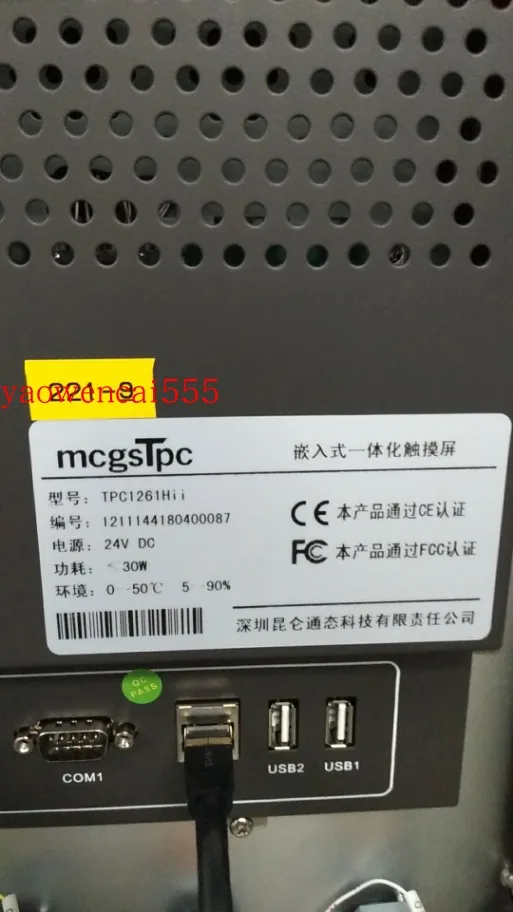 221-9
yaowencai555
mcgsTpc
嵌入式一体化触摸屏
型号: TPC1261Hii
编号: 1211144180400087
电源: 24V DC
功耗: <30W
环境: 0--50℃ 5--90%
CE 本产品通过CE认证
FC 本产品通过FCC认证
深圳昆仑通态科技有限责任公司
QC
PASS
COM1
USB2
USB1